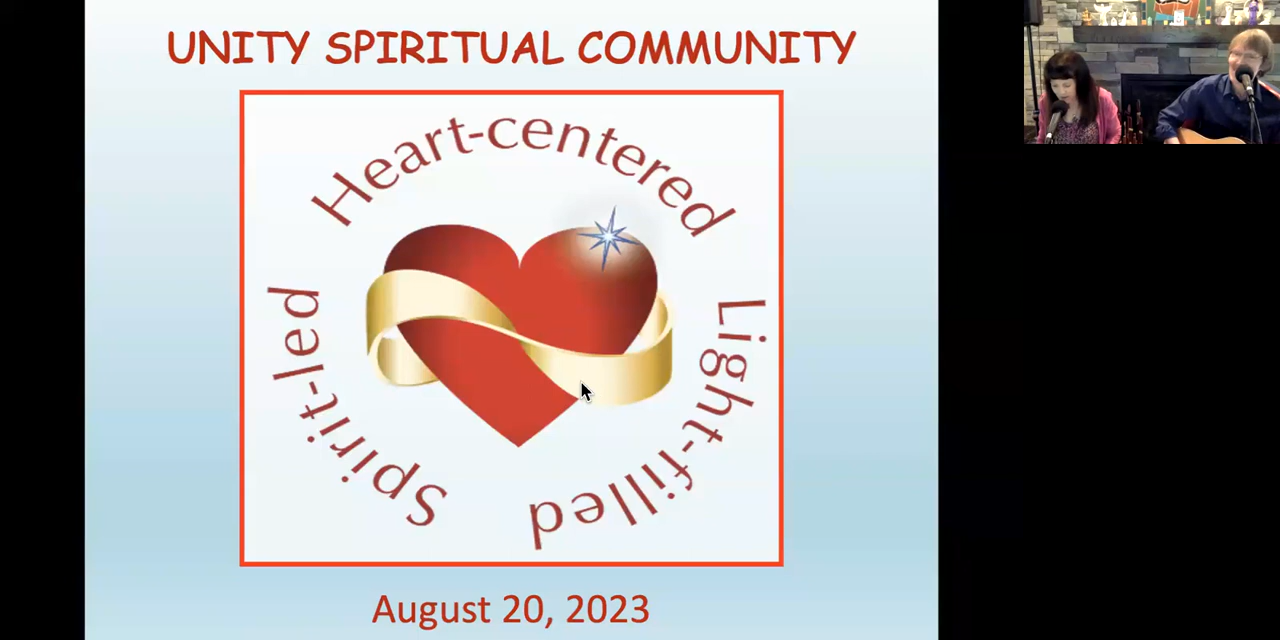 UNITY SPIRITUAL COMMUNITY
Heart-centered
Light-filled
Spirit-led
August 20, 2023